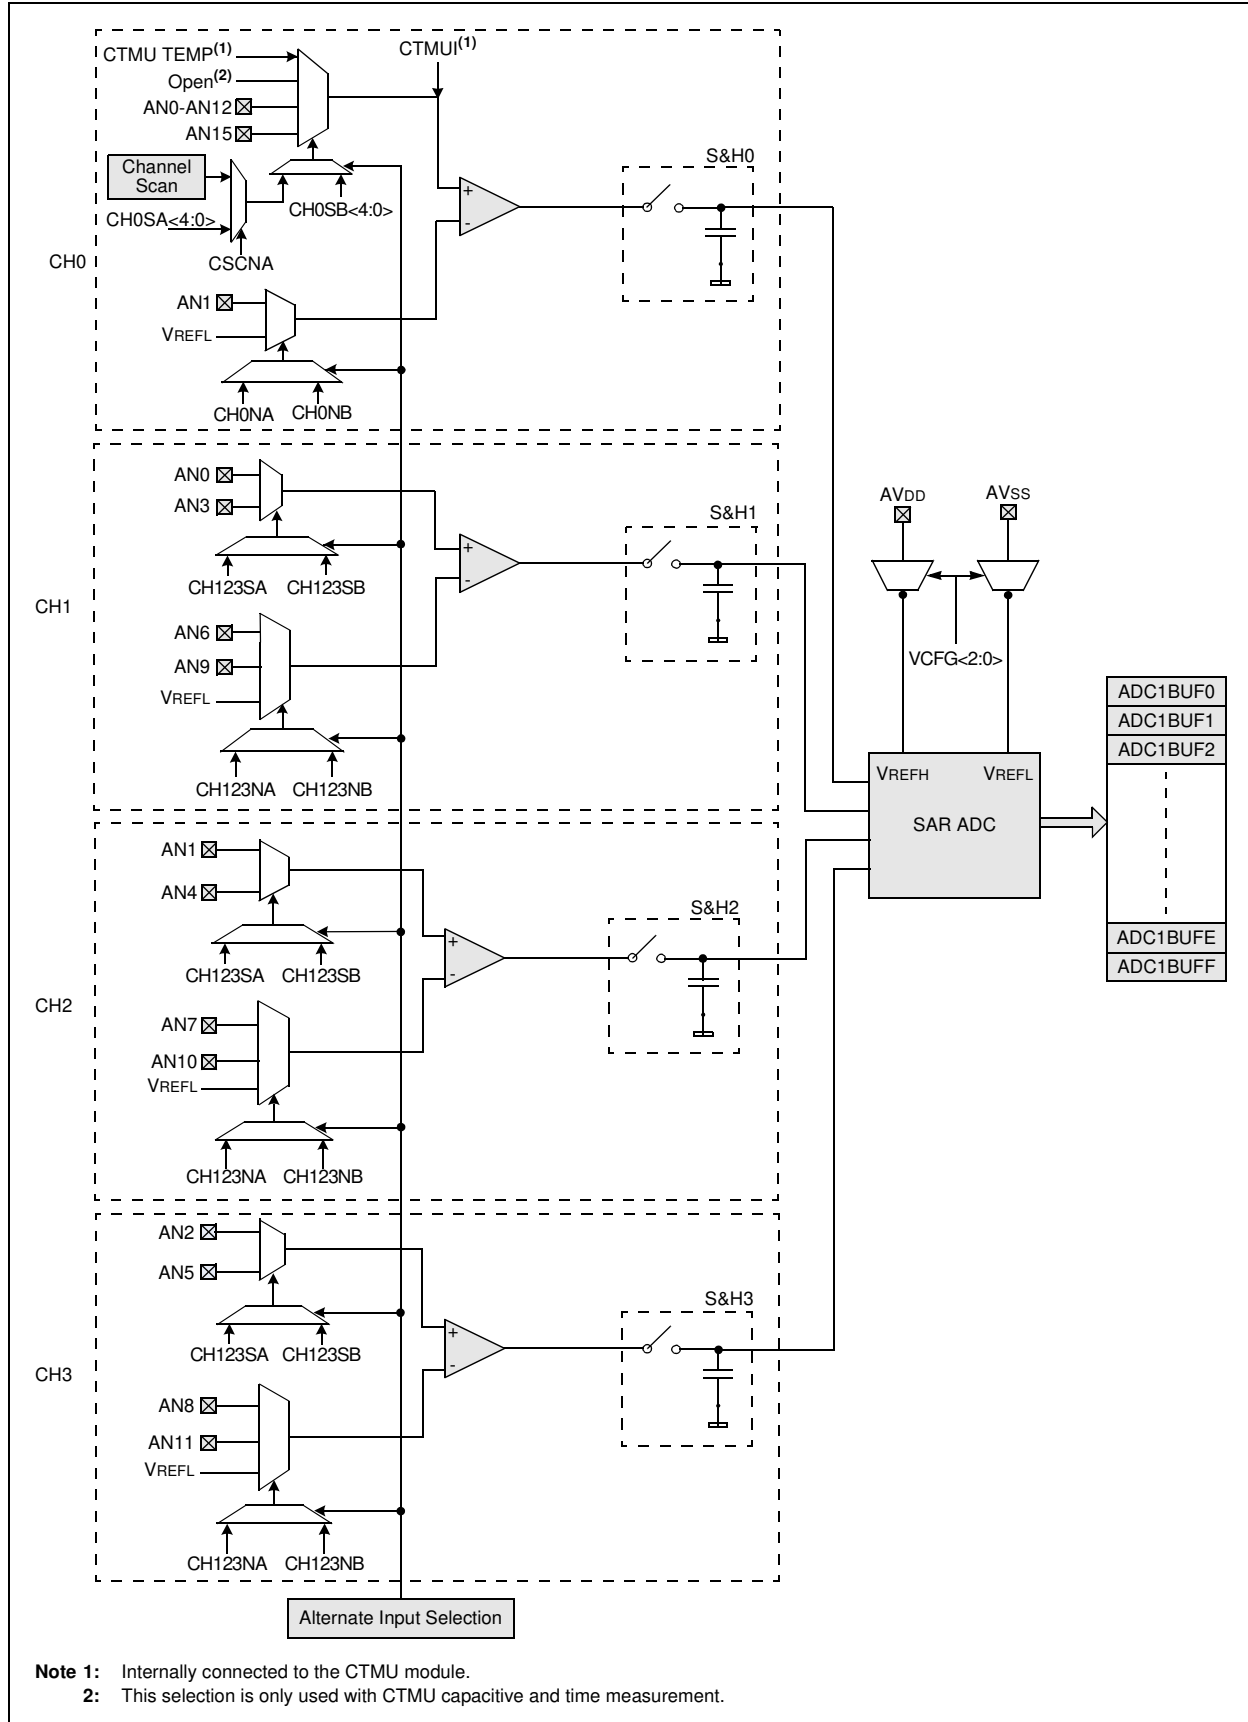 CTMU TEMP(1)
CTMUI(1)
Open(2)
AN0-AN12
AN15
S&H0
Channel
Scan
+
CH0SB<4:0>
CH0SA<4:0>
-
CSCNA
CH0
AN1
VREFL
CH0NA
CH0NB
AN0
AN3
S&H1
+
-
CH123SA
CH123SB
CH1
AN6
AN9
VREFL
CH123NA
CH123NB
AVDD
AVSS
VCFG<2:0>
VREFH
VREFL
SAR ADC
ADC1BUF0
ADC1BUF1
ADC1BUF2
ADC1BUFE
ADC1BUFF
AN1
AN4
S&H2
+
-
CH123SA
CH123SB
CH2
AN7
AN10
VREFL
CH123NA
CH123NB
AN2
AN5
S&H3
+
-
CH123SA
CH123SB
CH3
AN8
AN11
VREFL
CH123NA
CH123NB
Alternate Input Selection
Note 1: Internally connected to the CTMU module.
2: This selection is only used with CTMU capacitive and time measurement.